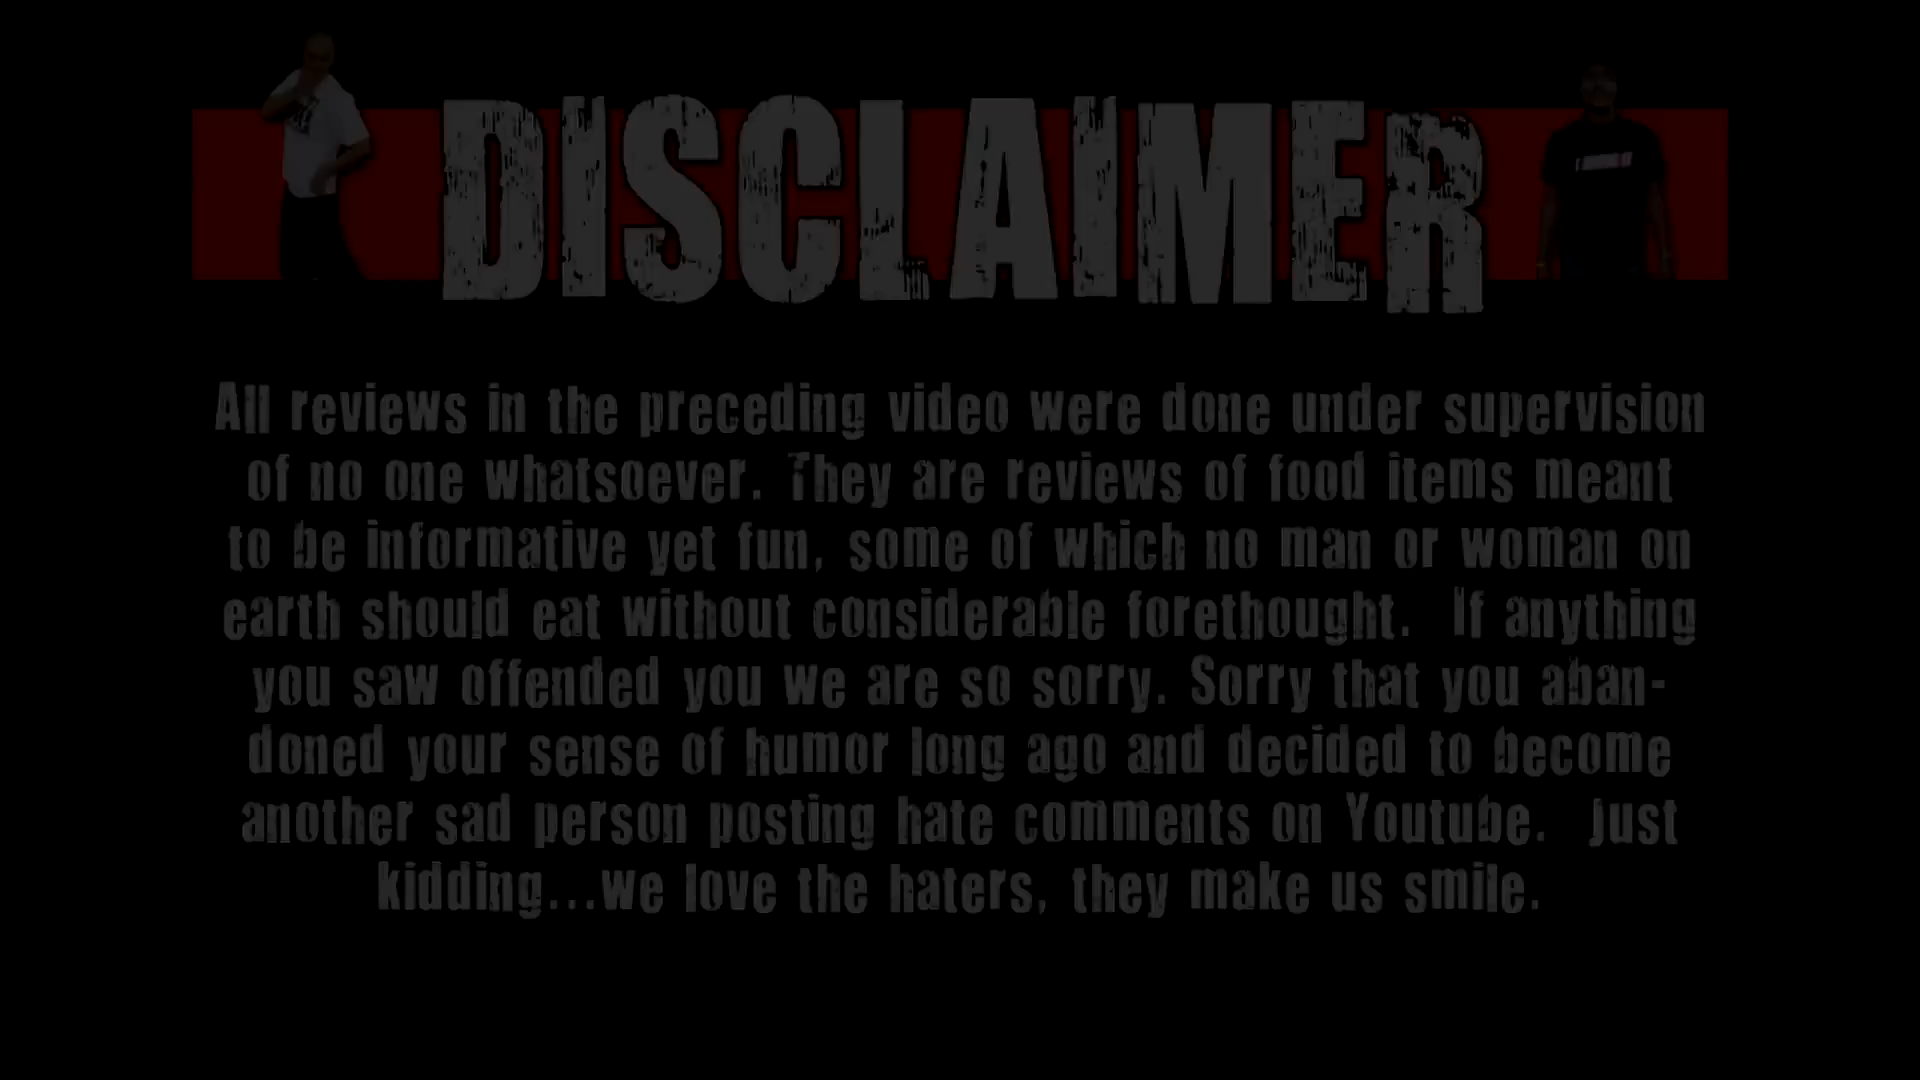 DISCLAIMER
All reviews in the preceding video were done under supervision
of no one whatsoever. They are reviews of food items meant
to be informative yet fun, some of which no man or woman on
earth should eat without considerable forethought. If anything
you saw offended you we are so sorry. Sorry that you aban-
doned your sense of humor long ago and decided to become
another sad person posting hate comments on Youtube. Just
kidding...we love the haters, they make us smile.